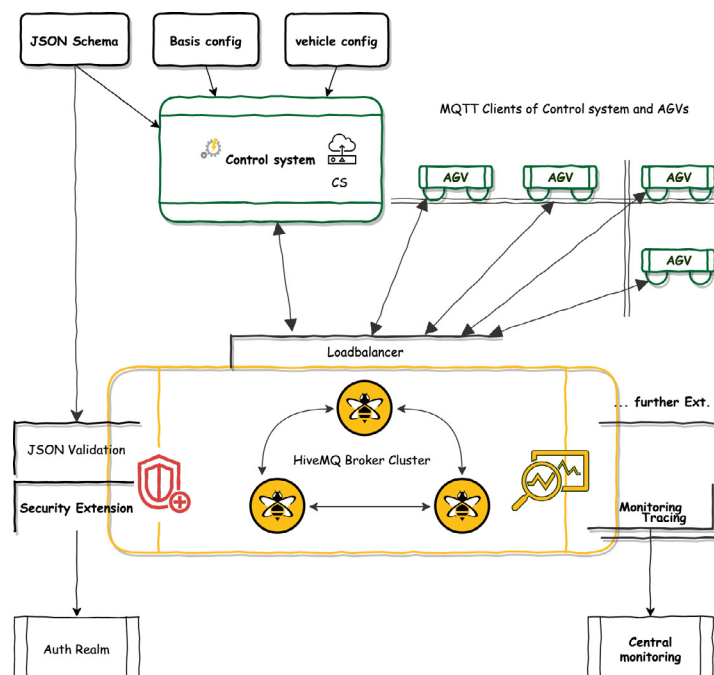 JSON Schema
Basis config
vehicle config
MQTT Clients of Control system and AGVs
Control system
CS
AGV
AGV
AGV
AGV
Loadbalancer
... further Ext.
JSON Validation
HiveMQ Broker Cluster
Security Extension
Monitoring
Tracing
Auth Realm
Central
monitoring